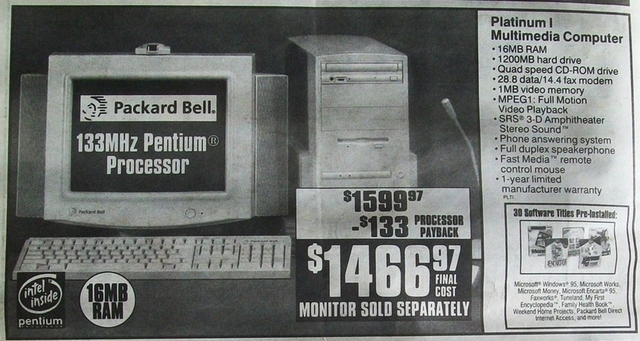 Packard Bell®
133MHz Pentium®
Processor
Packard Bell
intel
inside
pentium
16MB
RAM
$1599 97
-$133 PROCESSOR
PAYBACK
$1466 97
FINAL
COST
MONITOR SOLD SEPARATELY
Platinum I
Multimedia Computer
• 16MB RAM
• 1200MB hard drive
• Quad speed CD-ROM drive
• 28.8 data/14.4 fax modem
• 1MB video memory
• MPEG1: Full Motion
Video Playback
• SRS® 3-D Amphitheater
Stereo Sound™
• Phone answering system
• Full duplex speakerphone
• Fast Media™ remote
control mouse
• 1-year limited
manufacturer warranty
PLTI
30 Software Titles Pre-Installed:
Microsoft® Windows® 95, Microsoft Works,
Microsoft Money, Microsoft Encarta® 95,
Faxworks®, Tuneland, My First
Encyclopedia™, Family Health Book™,
Weekend Home Projects, Packard Bell Direct
Internet Access, and more!